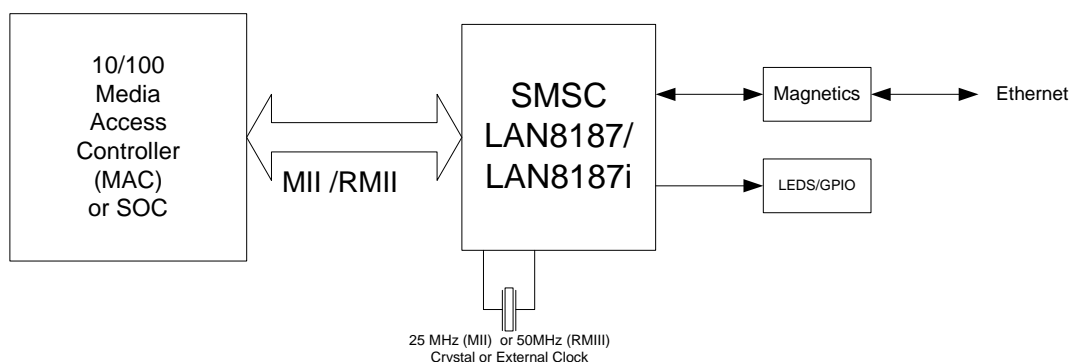 10/100
Media
Access
Controller
(MAC)
or SOC
MII /RMII
SMSC
LAN8187/
LAN8187i
Magnetics
Ethernet
LEDS/GPIO
25 MHz (MII) or 50MHz (RMIII)
Crystal or External Clock